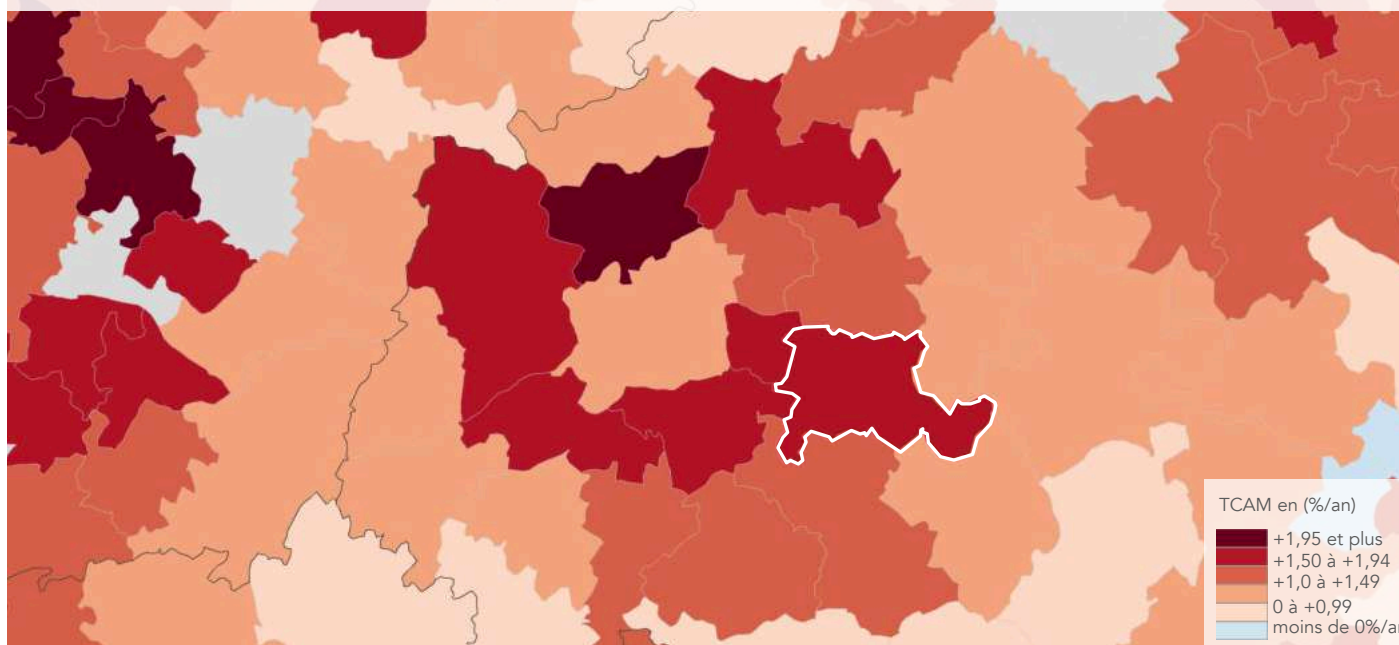 TCAM en (%/an)
+1,95 et plus
+1,50 à +1,94
+1,0 à +1,49
0 à +0,99
moins de 0%/an